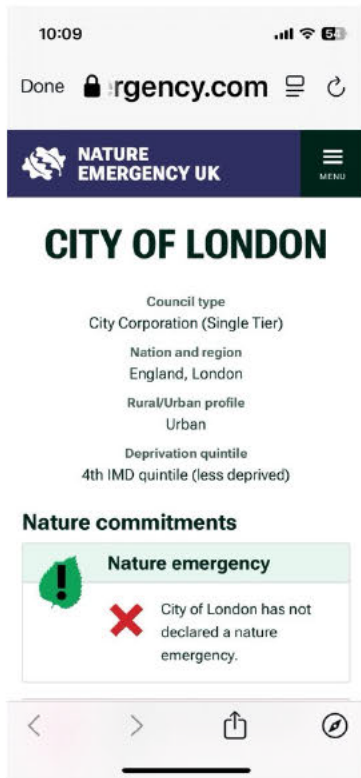 10:09
54
Done
rgency.com
NATURE
EMERGENCY UK
MENU
CITY OF LONDON
Council type
City Corporation (Single Tier)
Nation and region
England, London
Rural/Urban profile
Urban
Deprivation quintile
4th IMD quintile (less deprived)
Nature commitments
Nature emergency
!
City of London has not
declared a nature
emergency.